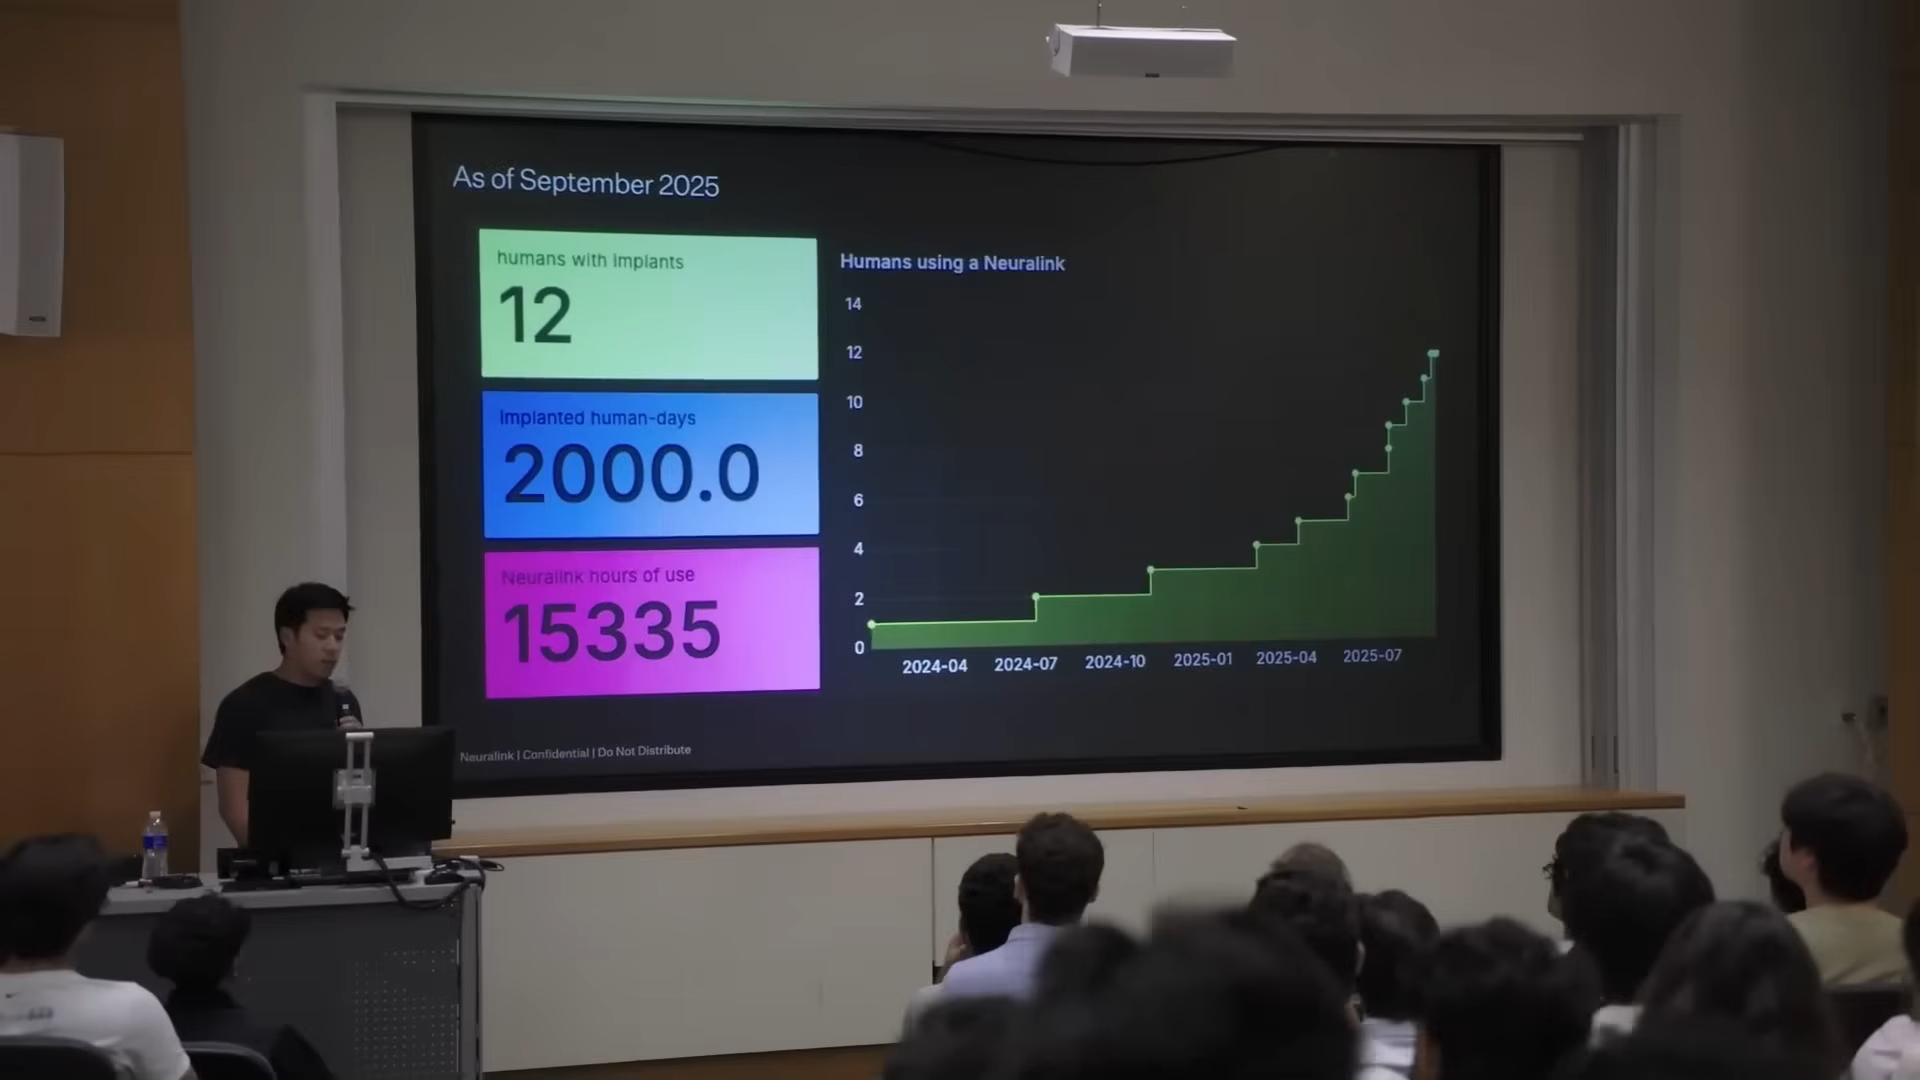 As of September 2025
humans with implants
12
Implanted human-days
2000.0
Neuralink hours of use
15335
Humans using a Neuralink
14
12
10
8
6
4
2
0
2024-04 2024-07 2024-10 2025-01 2025-04 2025-07
Neuralink | Confidential | Do Not Distribute